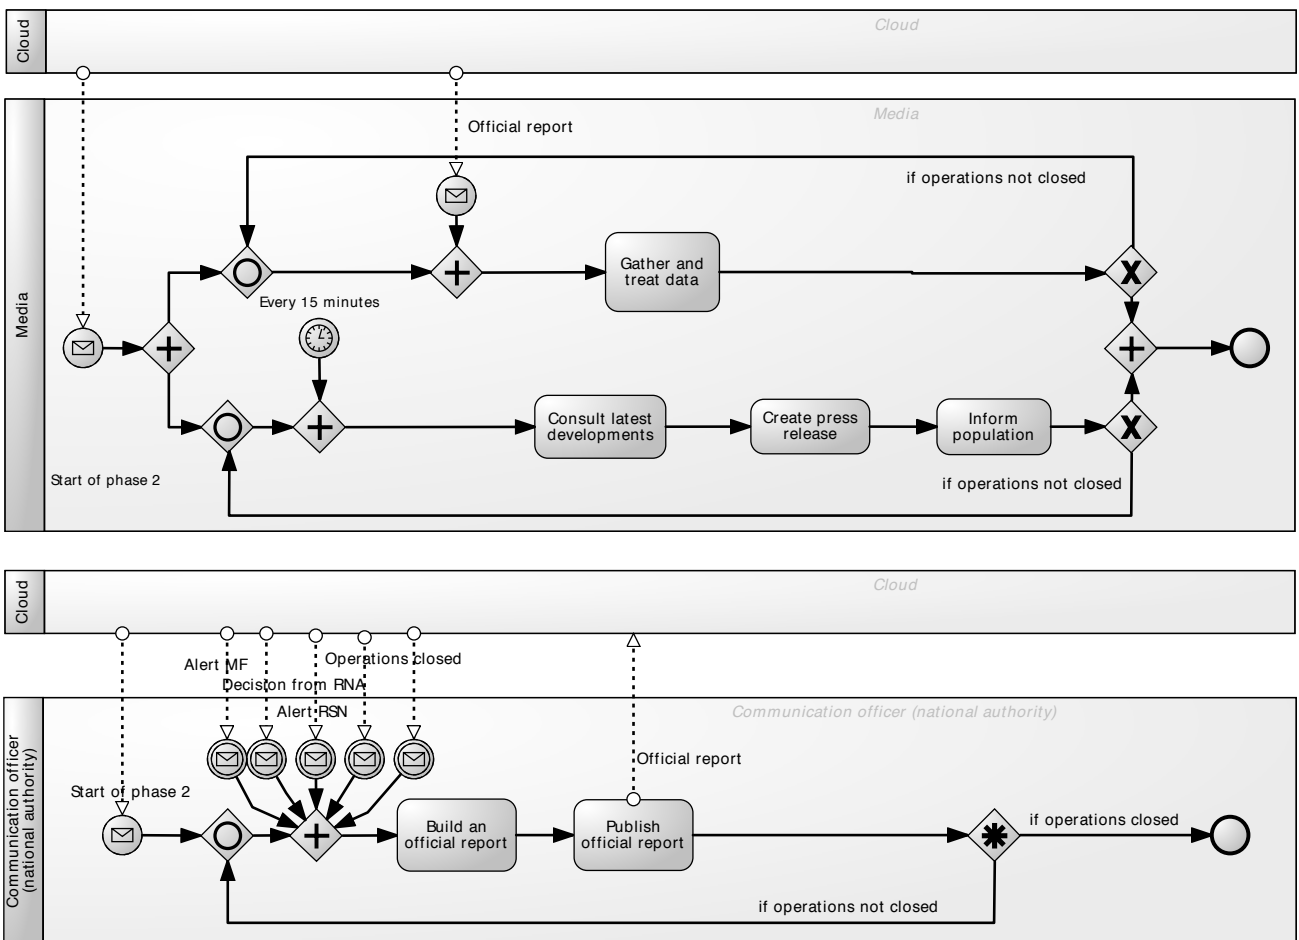 Cloud
Cloud
Media
Media
Official report
if operations not closed
Gather and
treat data
Every 15 minutes
Consult latest
developments
Create press
release
Inform
population
Start of phase 2
if operations not closed
Cloud
Cloud
Alert MF
Operations closed
Decision from RNA
Alert RSN
Communication officer
(national authority)
Communication officer (national authority)
Official report
Start of phase 2
Build an
official report
Publish
official report
if operations closed
if operations not closed